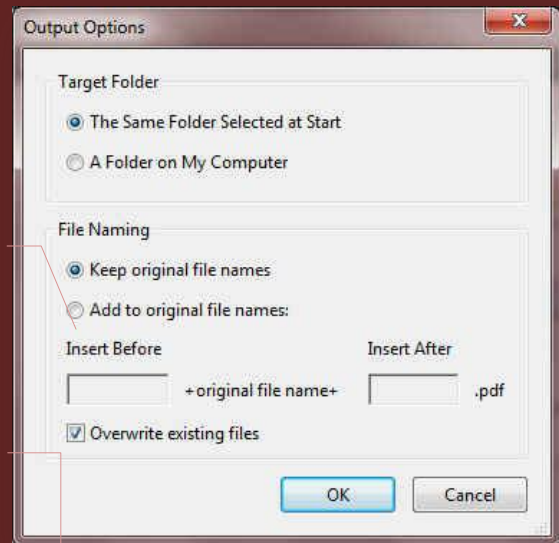 Output Options
Target Folder
The Same Folder Selected at Start
A Folder on My Computer
File Naming
Keep original file names
Add to original file names:
Insert Before Insert After
+original file name+ .pdf
Overwrite existing files
OK Cancel